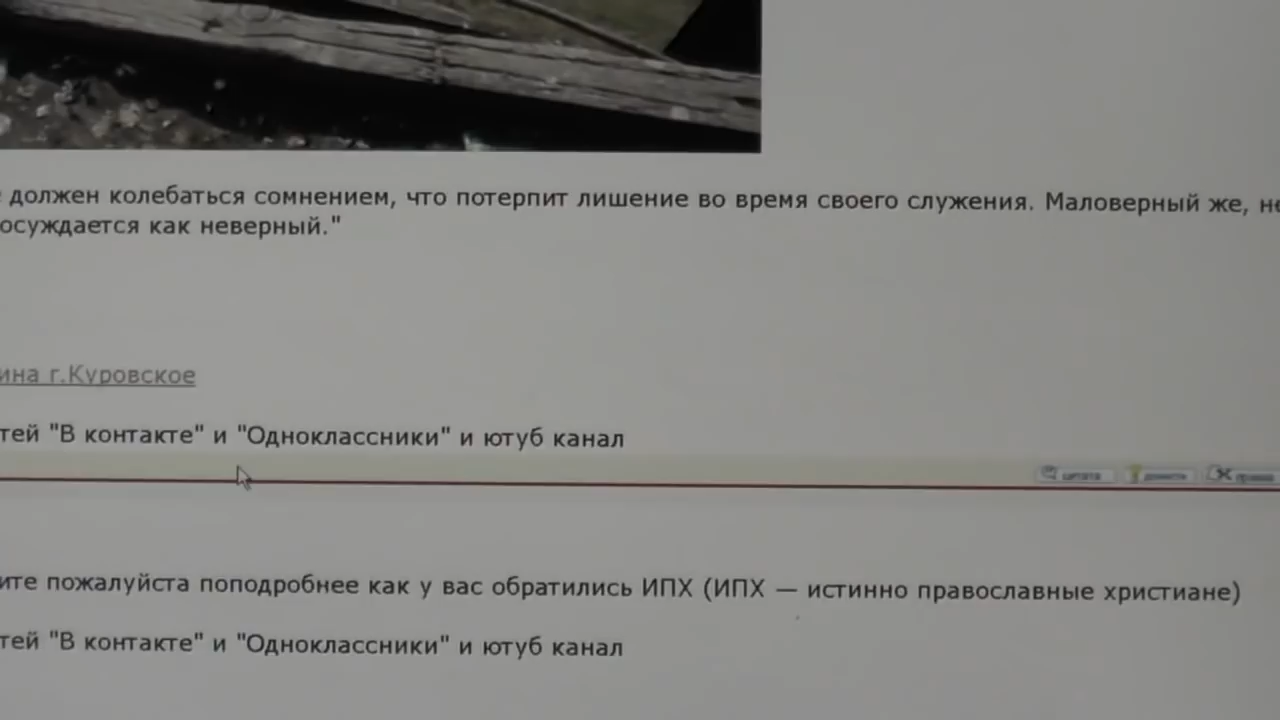 должен колебаться сомнением, что потерпит лишение во время своего служения. Маловерный же, не
осуждается как неверный."
ина г.Куровское
тей "В контакте" и "Одноклассники" и ютуб канал
цитата
ите пожалуйста поподробнее как у вас обратились ИПХ (ИПХ — истинно православные христиане)
тей "В контакте" и "Одноклассники" и ютуб канал